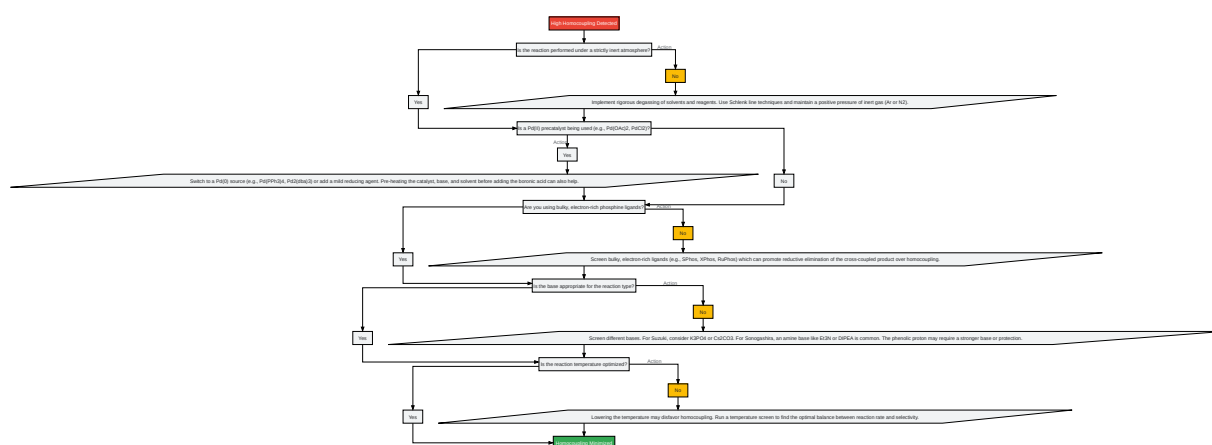 High Homocoupling Detected
Is the reaction performed under a strictly inert atmosphere?
Action
No
Yes
Implement rigorous degassing of solvents and reagents. Use Schlenk line techniques and maintain a positive pressure of inert gas (Ar or N2).
Is a Pd(II) precatalyst being used (e.g., Pd(OAc)2, PdCl2)?
Action
Yes
No
Switch to a Pd(0) source (e.g., Pd(PPh3)4, Pd2(dba)3) or add a mild reducing agent. Pre-heating the catalyst, base, and solvent before adding the boronic acid can also help.
Are you using bulky, electron-rich phosphine ligands?
Action
No
Yes
Screen bulky, electron-rich ligands (e.g., SPhos, XPhos, RuPhos) which can promote reductive elimination of the cross-coupled product over homocoupling.
Is the base appropriate for the reaction type?
Action
No
Yes
Screen different bases. For Suzuki, consider K3PO4 or Cs2CO3. For Sonogashira, an amine base like Et3N or DIPEA is common. The phenolic proton may require a stronger base or protection.
Is the reaction temperature optimized?
Action
No
Yes
Lowering the temperature may disfavor homocoupling. Run a temperature screen to find the optimal balance between reaction rate and selectivity.
Homocoupling Minimized